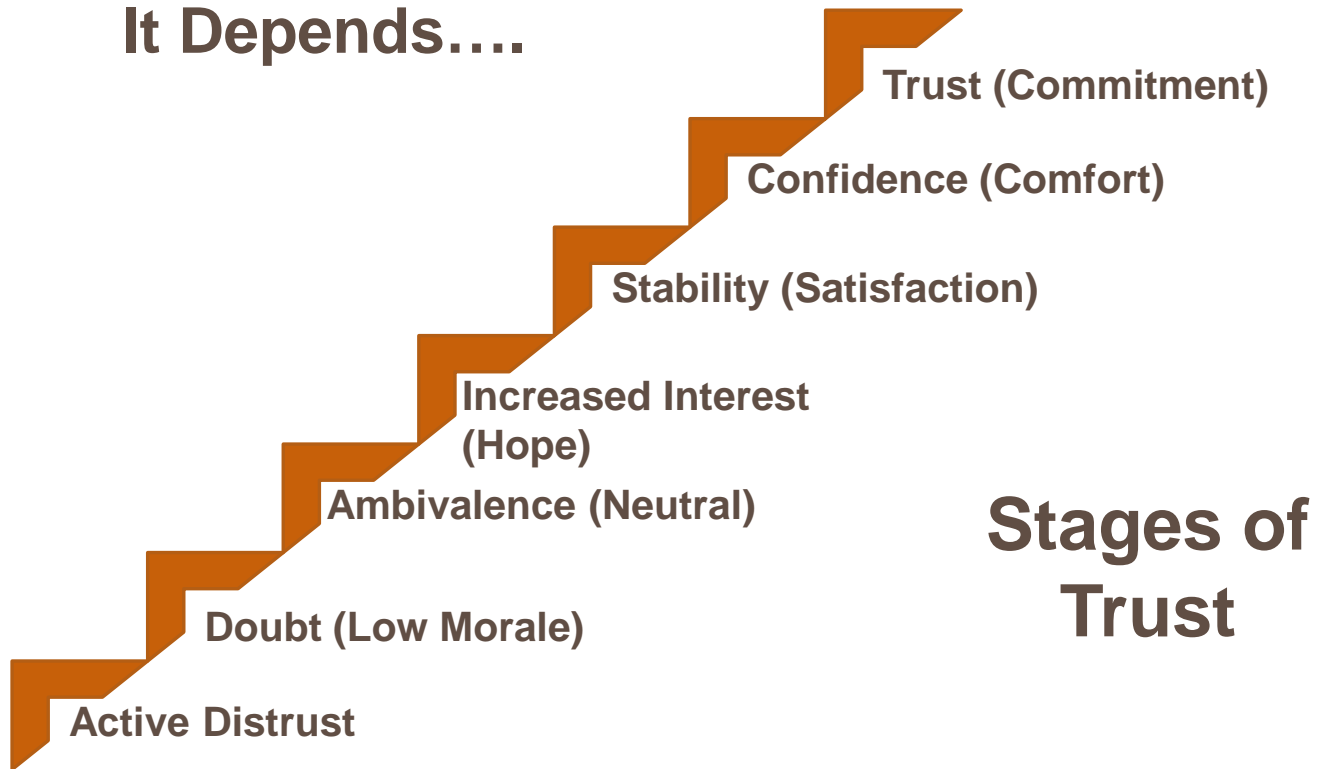 It Depends….
Trust (Commitment)
Confidence (Comfort)
Stability (Satisfaction)
Increased Interest
(Hope)
Ambivalence (Neutral)
Stages of
Trust
Doubt (Low Morale)
Active Distrust